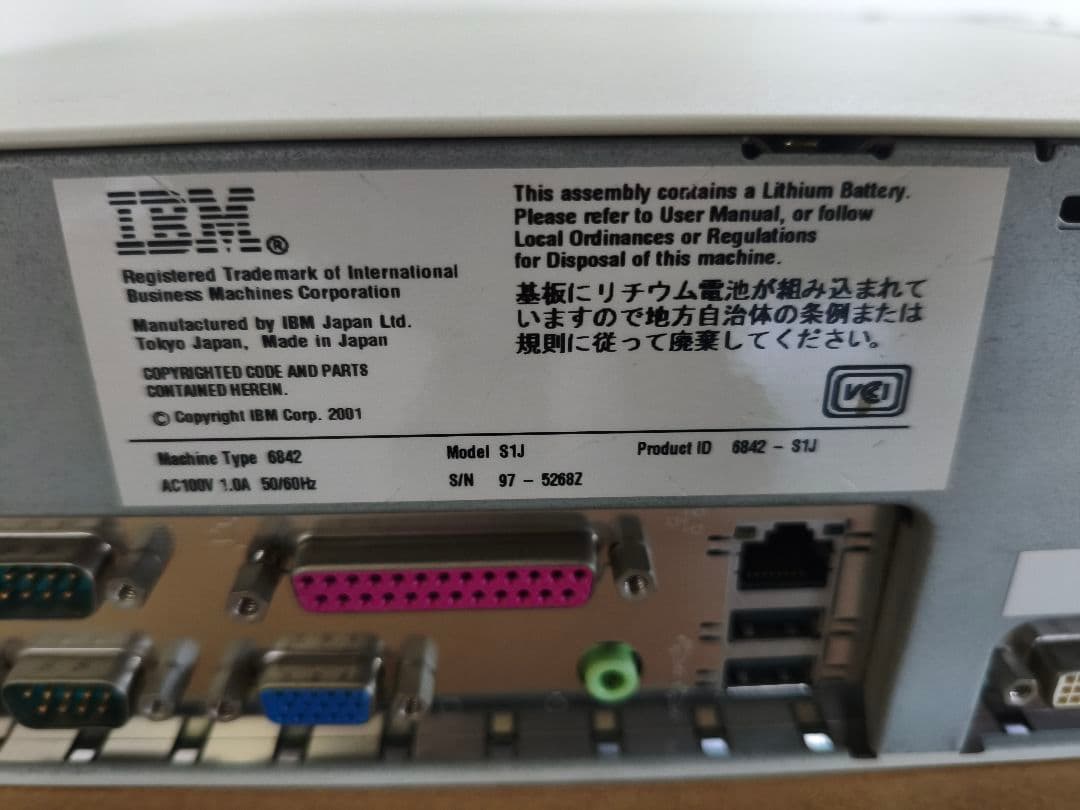 IBM®
Registered Trademark of International
Business Machines Corporation
Manufactured by IBM Japan Ltd.
Tokyo Japan, Made in Japan
COPYRIGHTED CODE AND PARTS
CONTAINED HEREIN.
© Copyright IBM Corp. 2001
This assembly contains a Lithium Battery.
Please refer to User Manual, or follow
Local Ordinances or Regulations
for Disposal of this machine.
基板にリチウム電池が組み込まれて
いますので地方自治体の条例または
規則に従って廃棄してください。
VCI
Machine Type 6842
Model S1J
Product ID 6842 - S1J
AC100V 1.0A 50/60Hz
S/N 97 - 5268Z